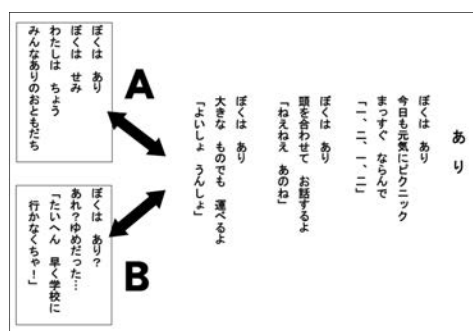 あり
ぼくは あり
今日も元気にピクニック
まっすぐ ならんで
「一、二、一、二」
ぼくは あり
頭を合わせて お話するよ
「ねえねえ あのね」
ぼくは あり
大きな ものでも 運べるよ
「よいしょ うんしょ」
A
ぼくは あり
ぼくは せみ
わたしは ちょう
みんなありのおともだち
B
ぼくは あり?
あれ?ゆめだった…
「たいへん 早く学校に
行かなくちゃ!」